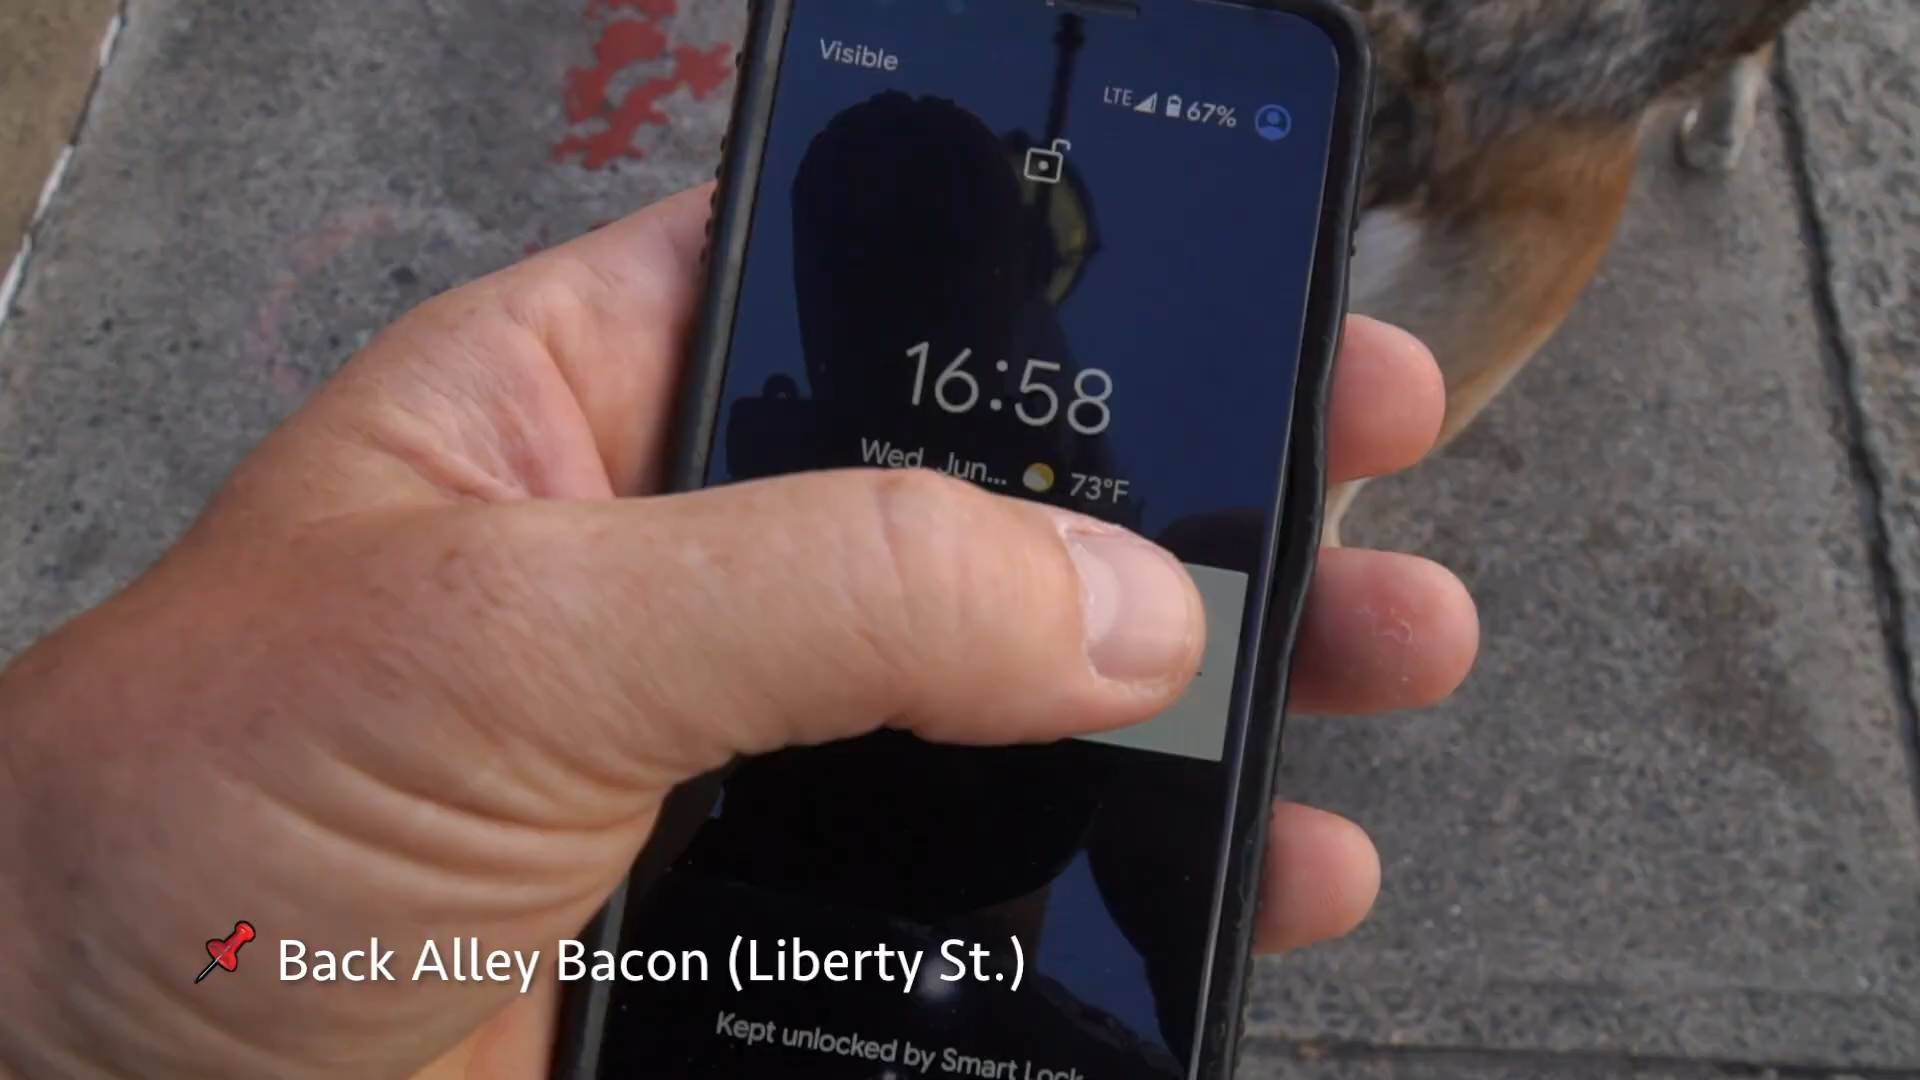 Visible
LTE 67%
16:58
Wed, Jun... 73°F
Back Alley Bacon (Liberty St.)
Kept unlocked by Smart Lock